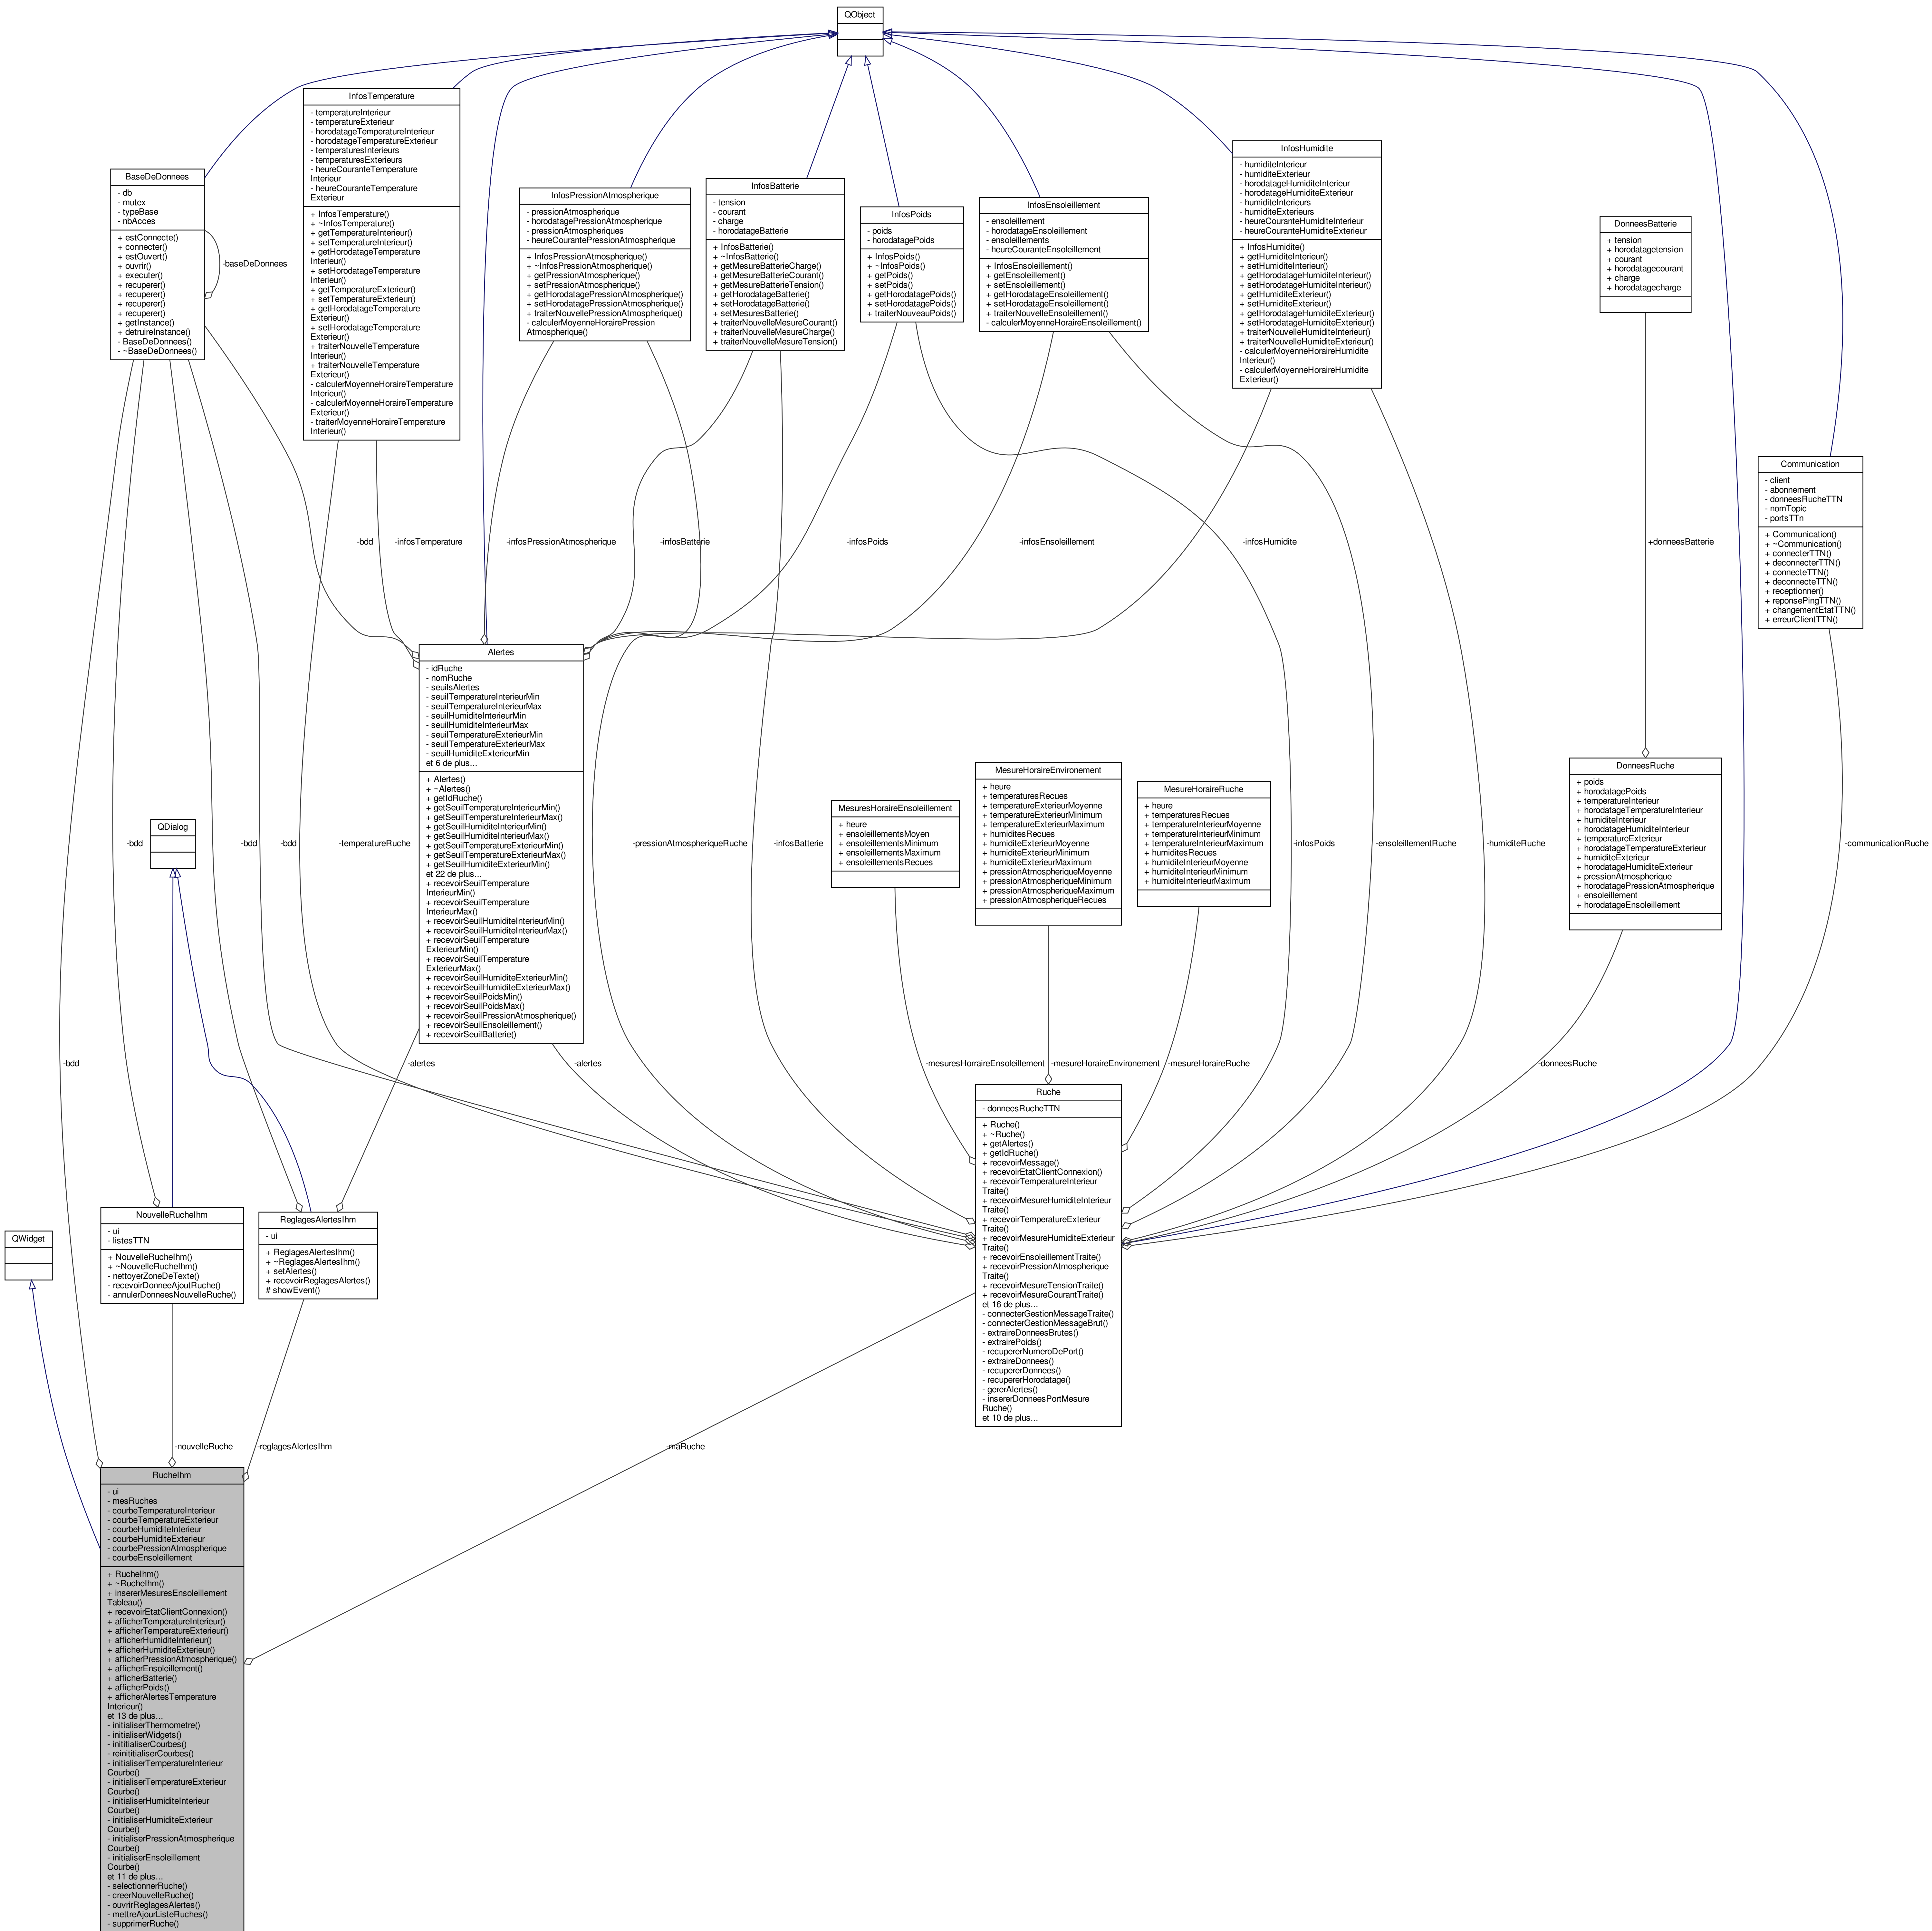 QObject
InfosTemperature
- temperatureInterieur
- temperatureExterieur
- horodatageTemperatureInterieur
- horodatageTemperatureExterieur
- temperaturesInterieurs
- temperaturesExterieurs
- heureCouranteTemperature
Interieur
- heureCouranteTemperature
Exterieur
+ InfosTemperature()
+ ~InfosTemperature()
+ getTemperatureInterieur()
+ setTemperatureInterieur()
+ getHorodatageTemperature
Interieur()
+ setHorodatageTemperature
Interieur()
+ getTemperatureExterieur()
+ setTemperatureExterieur()
+ getHorodatageTemperature
Exterieur()
+ setHorodatageTemperature
Exterieur()
+ traiterNouvelleTemperature
Interieur()
+ traiterNouvelleTemperature
Exterieur()
- calculerMoyenneHoraireTemperature
Interieur()
- calculerMoyenneHoraireTemperature
Exterieur()
- traiterMoyenneHoraireTemperature
Interieur()
BaseDeDonnees
- db
- mutex
- typeBase
- nbAcces
+ estConnecte()
+ connecter()
+ estOuvert()
+ ouvrir()
+ executer()
+ recuperer()
+ recuperer()
+ recuperer()
+ recuperer()
+ getInstance()
+ detruireInstance()
- BaseDeDonnees()
- ~BaseDeDonnees()
-baseDeDonnees
InfosPressionAtmospherique
- pressionAtmospherique
- horodatagePressionAtmospherique
- pressionAtmospheriques
- heureCourantePressionAtmospherique
+ InfosPressionAtmospherique()
+ ~InfosPressionAtmospherique()
+ getPressionAtmospherique()
+ setPressionAtmospherique()
+ getHorodatagePressionAtmospherique()
+ setHorodatagePressionAtmospherique()
+ traiterNouvellePressionAtmospherique()
- calculerMoyenneHorairePression
Atmospherique()
InfosBatterie
- tension
- courant
- charge
- horodatageBatterie
+ InfosBatterie()
+ ~InfosBatterie()
+ getMesureBatterieCharge()
+ getMesureBatterieCourant()
+ getMesureBatterieTension()
+ getHorodatageBatterie()
+ setHorodatageBatterie()
+ setMesuresBatterie()
+ traiterNouvelleMesureCourant()
+ traiterNouvelleMesureCharge()
+ traiterNouvelleMesureTension()
InfosPoids
- poids
- horodatagePoids
+ InfosPoids()
+ ~InfosPoids()
+ getPoids()
+ setPoids()
+ getHorodatagePoids()
+ setHorodatagePoids()
+ traiterNouveauPoids()
InfosEnsoleillement
- ensoleillement
- horodatageEnsoleillement
- ensoleillements
- heureCouranteEnsoleillement
+ InfosEnsoleillement()
+ getEnsoleillement()
+ setEnsoleillement()
+ getHorodatageEnsoleillement()
+ setHorodatageEnsoleillement()
+ traiterNouvelleEnsoleillement()
- calculerMoyenneHoraireEnsoleillement()
InfosHumidite
- humiditeInterieur
- humiditeExterieur
- horodatageHumiditeInterieur
- horodatageHumiditeExterieur
- humiditeInterieurs
- humiditeExterieurs
- heureCouranteHumiditeInterieur
- heureCouranteHumiditeExterieur
+ InfosHumidite()
+ getHumiditeInterieur()
+ setHumiditeInterieur()
+ getHorodatageHumiditeInterieur()
+ setHorodatageHumiditeInterieur()
+ getHumiditeExterieur()
+ setHumiditeExterieur()
+ getHorodatageHumiditeExterieur()
+ setHorodatageHumiditeExterieur()
+ traiterNouvelleHumiditeInterieur()
+ traiterNouvelleHumiditeExterieur()
- calculerMoyenneHoraireHumidite
Interieur()
- calculerMoyenneHoraireHumidite
Exterieur()
DonneesBatterie
+ tension
+ horodatagetension
+ courant
+ horodatagecourant
+ charge
+ horodatagecharge
Communication
- client
- abonnement
- donneesRucheTTN
- nomTopic
- portsTTn
+ Communication()
+ ~Communication()
+ connecterTTN()
+ deconnecterTTN()
+ connecteTTN()
+ deconnecteTTN()
+ receptionner()
+ reponsePingTTN()
+ changementEtatTTN()
+ erreurClientTTN()
-bdd
-infosTemperature
-infosPressionAtmospherique
-infosBatterie
-infosPoids
-infosEnsoleillement
-infosHumidite
+donneesBatterie
Alertes
- idRuche
- nomRuche
- seuilsAlertes
- seuilTemperatureInterieurMin
- seuilTemperatureInterieurMax
- seuilHumiditeInterieurMin
- seuilHumiditeInterieurMax
- seuilTemperatureExterieurMin
- seuilTemperatureExterieurMax
- seuilHumiditeExterieurMin
et 6 de plus...
+ Alertes()
+ ~Alertes()
+ getIdRuche()
+ getSeuilTemperatureInterieurMin()
+ getSeuilTemperatureInterieurMax()
+ getSeuilHumiditeInterieurMin()
+ getSeuilHumiditeInterieurMax()
+ getSeuilTemperatureExterieurMin()
+ getSeuilTemperatureExterieurMax()
+ getSeuilHumiditeExterieurMin()
et 22 de plus...
+ recevoirSeuilTemperature
InterieurMin()
+ recevoirSeuilTemperature
InterieurMax()
+ recevoirSeuilHumiditeInterieurMin()
+ recevoirSeuilHumiditeInterieurMax()
+ recevoirSeuilTemperature
ExterieurMin()
+ recevoirSeuilTemperature
ExterieurMax()
+ recevoirSeuilHumiditeExterieurMin()
+ recevoirSeuilHumiditeExterieurMax()
+ recevoirSeuilPoidsMin()
+ recevoirSeuilPoidsMax()
+ recevoirSeuilPressionAtmospherique()
+ recevoirSeuilEnsoleillement()
+ recevoirSeuilBatterie()
QDialog
MesuresHoraireEnsoleillement
+ heure
+ ensoleillementsMoyen
+ ensoleillementsMinimum
+ ensoleillementsMaximum
+ ensoleillementsRecues
MesureHoraireEnvironement
+ heure
+ temperaturesRecues
+ temperatureExterieurMoyenne
+ temperatureExterieurMinimum
+ temperatureExterieurMaximum
+ humiditesRecues
+ humiditeExterieurMoyenne
+ humiditeExterieurMinimum
+ humiditeExterieurMaximum
+ pressionAtmospheriqueMoyenne
+ pressionAtmospheriqueMinimum
+ pressionAtmospheriqueMaximum
+ pressionAtmospheriqueRecues
MesureHoraireRuche
+ heure
+ temperaturesRecues
+ temperatureInterieurMoyenne
+ temperatureInterieurMinimum
+ temperatureInterieurMaximum
+ humiditesRecues
+ humiditeInterieurMoyenne
+ humiditeInterieurMinimum
+ humiditeInterieurMaximum
DonneesRuche
+ poids
+ horodatagePoids
+ temperatureInterieur
+ horodatageTemperatureInterieur
+ humiditeInterieur
+ horodatageHumiditeInterieur
+ temperatureExterieur
+ horodatageTemperatureExterieur
+ humiditeExterieur
+ horodatageHumiditeExterieur
+ pressionAtmospherique
+ horodatagePressionAtmospherique
+ ensoleillement
+ horodatageEnsoleillement
-bdd
-bdd
-bdd
-temperatureRuche
-pressionAtmospheriqueRuche
-infosBatterie
-infosPoids
-ensoleillementRuche
-humiditeRuche
-communicationRuche
-bdd
-alertes
-alertes
-mesuresHorraireEnsoleillement
-mesureHoraireEnvironement
-mesureHoraireRuche
-donneesRuche
Ruche
- donneesRucheTTN
+ Ruche()
+ ~Ruche()
+ getAlertes()
+ getIdRuche()
+ recevoirMessage()
+ recevoirEtatClientConnexion()
+ recevoirTemperatureInterieur
Traite()
+ recevoirMesureHumiditeInterieur
Traite()
+ recevoirTemperatureExterieur
Traite()
+ recevoirMesureHumiditeExterieur
Traite()
+ recevoirEnsoleillementTraite()
+ recevoirPressionAtmospherique
Traite()
+ recevoirMesureTensionTraite()
+ recevoirMesureCourantTraite()
et 16 de plus...
- connecterGestionMessageTraite()
- connecterGestionMessageBrut()
- extraireDonneesBrutes()
- extrairePoids()
- recupererNumeroDePort()
- extraireDonnees()
- recupererDonnees()
- recupererHorodatage()
- gererAlertes()
- insererDonneesPortMesure
Ruche()
et 10 de plus...
QWidget
NouvelleRucheIhm
- ui
- listesTTN
+ NouvelleRucheIhm()
+ ~NouvelleRucheIhm()
- nettoyerZoneDeTexte()
- recevoirDonneeAjoutRuche()
- annulerDonneesNouvelleRuche()
ReglagesAlertesIhm
- ui
+ ReglagesAlertesIhm()
+ ~ReglagesAlertesIhm()
+ setAlertes()
+ recevoirReglagesAlertes()
# showEvent()
-nouvelleRuche
-reglagesAlertesIhm
-maRuche
RucheIhm
- ui
- mesRuches
- courbeTemperatureInterieur
- courbeTemperatureExterieur
- courbeHumiditeInterieur
- courbeHumiditeExterieur
- courbePressionAtmospherique
- courbeEnsoleillement
+ RucheIhm()
+ ~RucheIhm()
+ insererMesuresEnsoleillement
Tableau()
+ recevoirEtatClientConnexion()
+ afficherTemperatureInterieur()
+ afficherTemperatureExterieur()
+ afficherHumiditeInterieur()
+ afficherHumiditeExterieur()
+ afficherPressionAtmospherique()
+ afficherEnsoleillement()
+ afficherBatterie()
+ afficherPoids()
+ afficherAlertesTemperature
Interieur()
et 13 de plus...
- initialiserThermometre()
- initialiserWidgets()
- inititialiserCourbes()
- reinititialiserCourbes()
- initialiserTemperatureInterieur
Courbe()
- initialiserTemperatureExterieur
Courbe()
- initialiserHumiditeInterieur
Courbe()
- initialiserHumiditeExterieur
Courbe()
- initialiserPressionAtmospherique
Courbe()
- initialiserEnsoleillement
Courbe()
et 11 de plus...
- selectionnerRuche()
- creerNouvelleRuche()
- ouvrirReglagesAlertes()
- mettreAjourListeRuches()
- supprimerRuche()